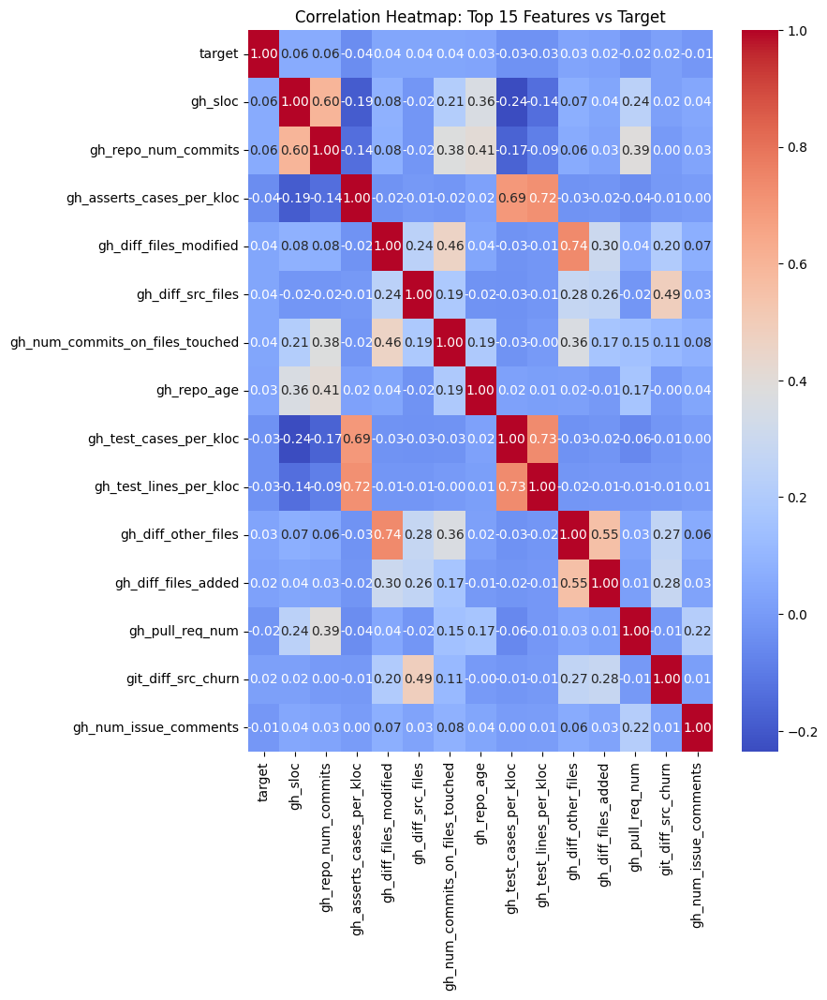 Correlation Heatmap: Top 15 Features vs Target
target 1.00 0.06 0.06 -0.04 0.04 0.04 0.04 0.03 -0.03 -0.03 0.03 0.02 -0.02 0.02 -0.01
gh_sloc 0.06 1.00 0.60 -0.19 0.08 -0.02 0.21 0.36 -0.24 -0.14 0.07 0.04 0.24 0.02 0.04
gh_repo_num_commits 0.06 0.60 1.00 -0.14 0.08 -0.02 0.38 0.41 -0.17 -0.09 0.06 0.03 0.39 0.00 0.03
gh_asserts_cases_per_kloc -0.04 -0.19 -0.14 1.00 -0.02 -0.01 -0.02 0.02 0.69 0.72 -0.03 -0.02 -0.04 -0.01 0.00
gh_diff_files_modified 0.04 0.08 0.08 -0.02 1.00 0.24 0.46 0.04 -0.03 -0.01 0.74 0.30 0.04 0.20 0.07
gh_diff_src_files 0.04 -0.02 -0.02 -0.01 0.24 1.00 0.19 -0.02 -0.03 -0.01 0.28 0.26 -0.02 0.49 0.03
gh_num_commits_on_files_touched 0.04 0.21 0.38 -0.02 0.46 0.19 1.00 0.19 -0.03 -0.00 0.36 0.17 0.15 0.11 0.08
gh_repo_age 0.03 0.36 0.41 0.02 0.04 -0.02 0.19 1.00 0.02 0.01 0.02 -0.01 0.17 -0.00 0.04
gh_test_cases_per_kloc -0.03 -0.24 -0.17 0.69 -0.03 -0.03 -0.03 0.02 1.00 0.73 -0.03 -0.02 -0.06 -0.01 0.00
gh_test_lines_per_kloc -0.03 -0.14 -0.09 0.72 -0.01 -0.01 -0.00 0.01 0.73 1.00 -0.02 -0.01 -0.01 -0.01 0.01
gh_diff_other_files 0.03 0.07 0.06 -0.03 0.74 0.28 0.36 0.02 -0.03 -0.02 1.00 0.55 0.03 0.27 0.06
gh_diff_files_added 0.02 0.04 0.03 -0.02 0.30 0.26 0.17 -0.01 -0.02 -0.01 0.55 1.00 0.01 0.28 0.03
gh_pull_req_num -0.02 0.24 0.39 -0.04 0.04 -0.02 0.15 0.17 -0.06 -0.01 0.03 0.01 1.00 -0.01 0.22
git_diff_src_churn 0.02 0.02 0.00 -0.01 0.20 0.49 0.11 -0.00 -0.01 -0.01 0.27 0.28 -0.01 1.00 0.01
gh_num_issue_comments -0.01 0.04 0.03 0.00 0.07 0.03 0.08 0.04 0.00 0.01 0.06 0.03 0.22 0.01 1.00
target
gh_sloc
gh_repo_num_commits
gh_asserts_cases_per_kloc
gh_diff_files_modified
gh_diff_src_files
gh_num_commits_on_files_touched
gh_repo_age
gh_test_cases_per_kloc
gh_test_lines_per_kloc
gh_diff_other_files
gh_diff_files_added
gh_pull_req_num
git_diff_src_churn
gh_num_issue_comments
1.0
0.8
0.6
0.4
0.2
0.0
−0.2